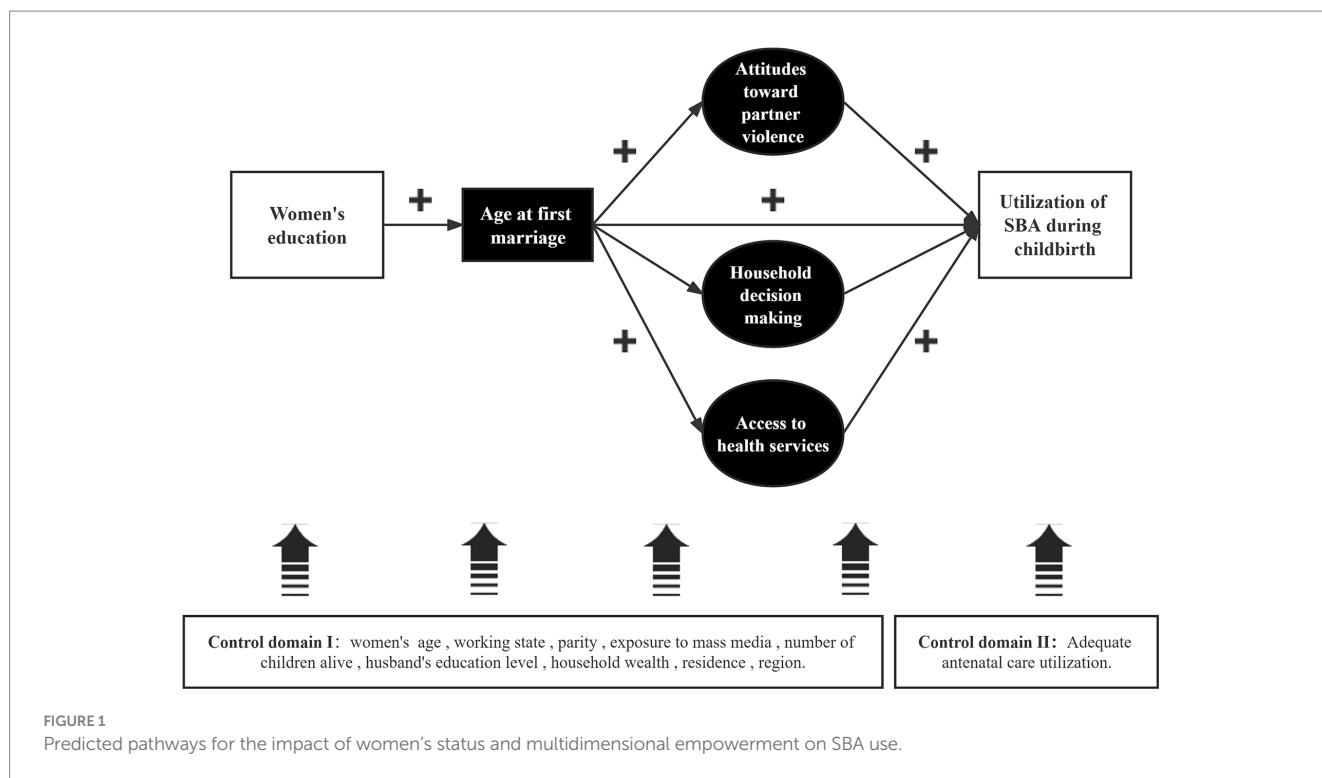 Attitudes
toward
partner
violence
+
+
Women's
education
+
Age at first
marriage
+
Utilization of
SBA during
childbirth
Household
decision
making
+
+
Access to
health services
Control domain I： women's age , working state , parity , exposure to mass media , number of
children alive , husband's education level , household wealth , residence , region.
Control domain II： Adequate
antenatal care utilization.
FIGURE 1
Predicted pathways for the impact of women's status and multidimensional empowerment on SBA use.